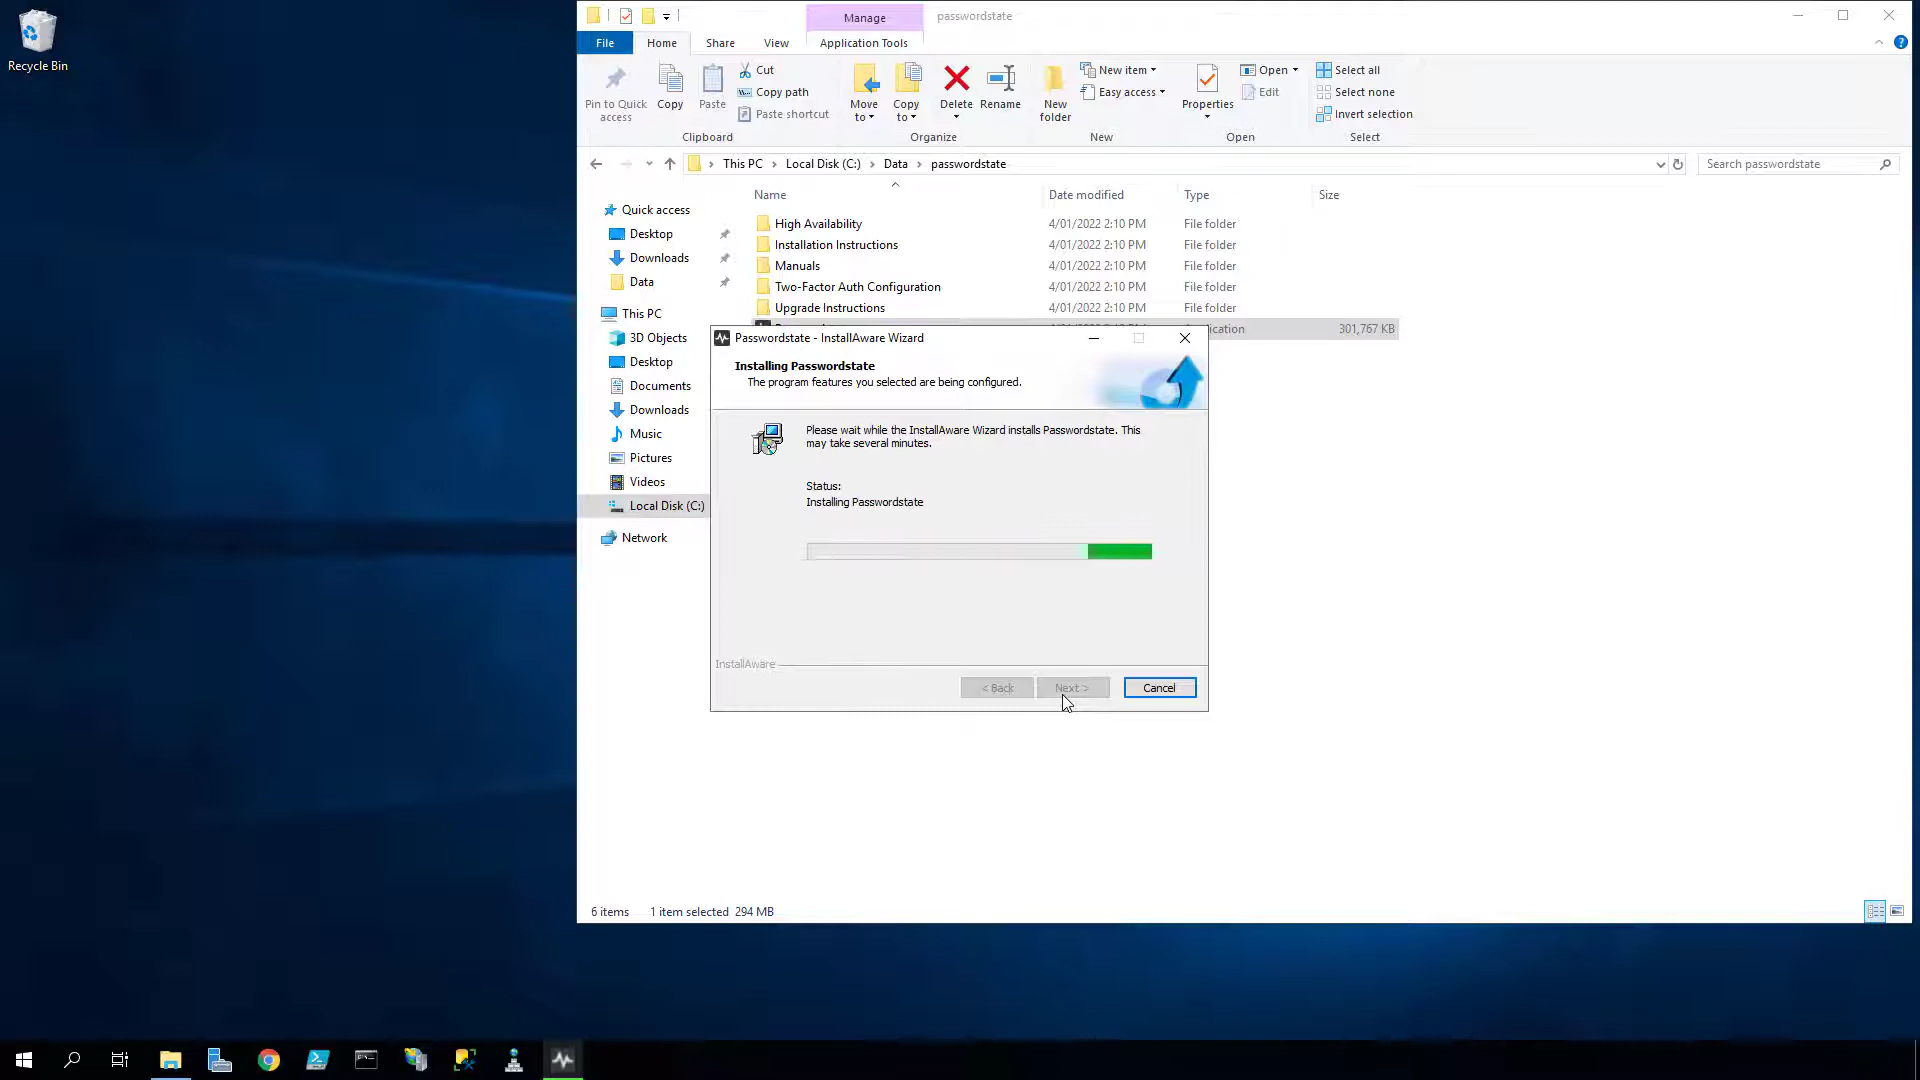 Recycle Bin
Manage
passwordstate
File
Home
Share
View
Application Tools
Pin to Quick access
Copy
Paste
Cut
Copy path
Paste shortcut
Move to
Copy to
Delete
Rename
New folder
New item
Easy access
Properties
Open
Edit
Select all
Select none
Invert selection
Clipboard
Organize
New
Open
Select
This PC > Local Disk (C:) > Data > passwordstate
Search passwordstate
Name
Date modified
Type
Size
Quick access
Desktop
Downloads
Data
This PC
3D Objects
Desktop
Documents
Downloads
Music
Pictures
Videos
Local Disk (C:)
Network
High Availability 4/01/2022 2:10 PM File folder
Installation Instructions 4/01/2022 2:10 PM File folder
Manuals 4/01/2022 2:10 PM File folder
Two-Factor Auth Configuration 4/01/2022 2:10 PM File folder
Upgrade Instructions 4/01/2022 2:10 PM File folder
301,767 KB
Passwordstate - InstallAware Wizard
Installing Passwordstate
The program features you selected are being configured.
Please wait while the InstallAware Wizard installs Passwordstate. This
may take several minutes.
Status:
Installing Passwordstate
InstallAware
< Back
Next >
Cancel
6 items
1 item selected 294 MB